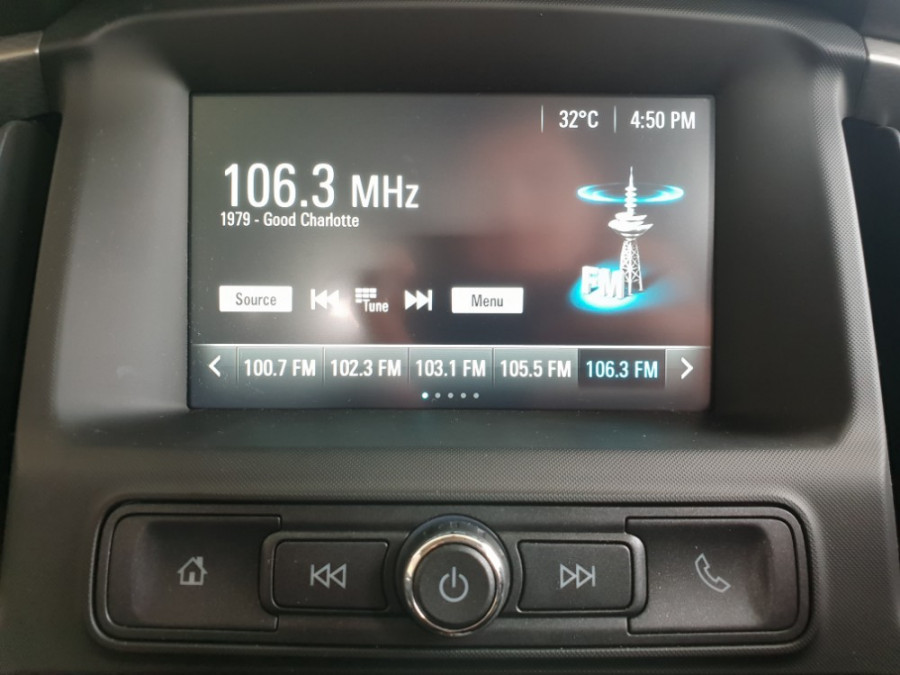 32°C 4:50 PM
106.3 MHz
1979 - Good Charlotte
FM
Source Tune Menu
100.7 FM 102.3 FM 103.1 FM 105.5 FM 106.3 FM